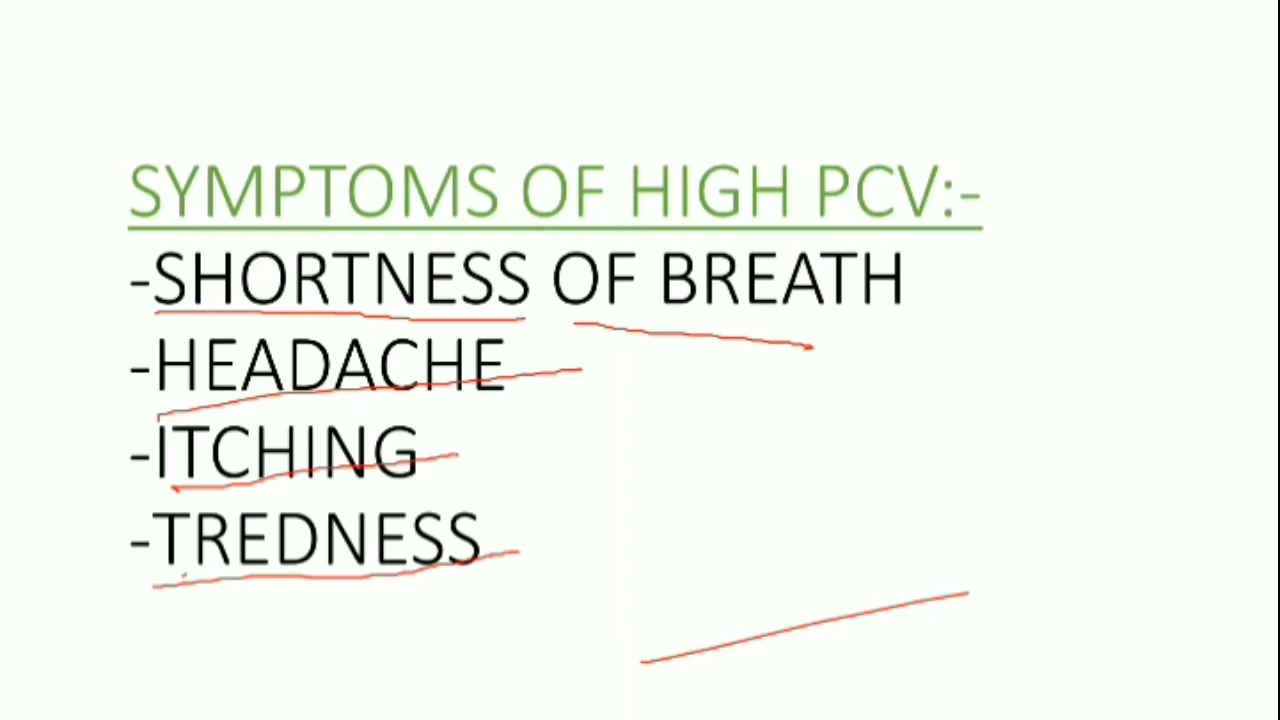 SYMPTOMS OF HIGH PCV:-
-SHORTNESS OF BREATH
-HEADACHE
-ITCHING
-TREDNESS